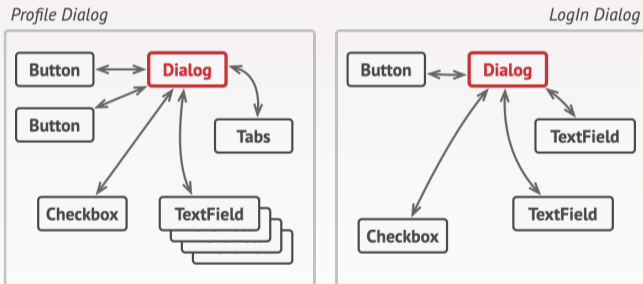 Profile Dialog
Button
Dialog
Button
Tabs
Checkbox
TextField
LogIn Dialog
Button
Dialog
TextField
TextField
Checkbox